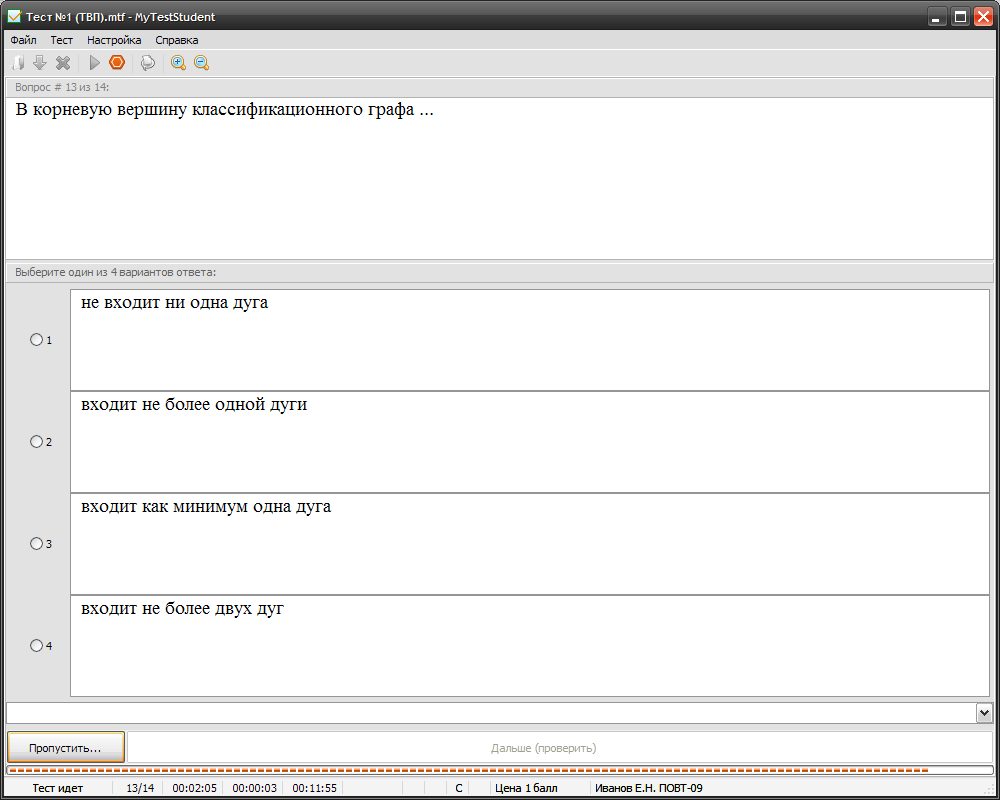 Тест №1 (ТВП).mtf - MyTestStudent
Файл Тест Настройка Справка
Вопрос # 13 из 14:
В корневую вершину классификационного графа ...
Выберите один из 4 вариантов ответа:
не входит ни одна дуга
1
входит не более одной дуги
2
входит как минимум одна дуга
3
входит не более двух дуг
4
Пропустить... Дальше (проверить)
Тест идет 13/14 00:02:05 00:00:03 00:11:55 С Цена 1 балл Иванов Е.Н. ПОВТ-09